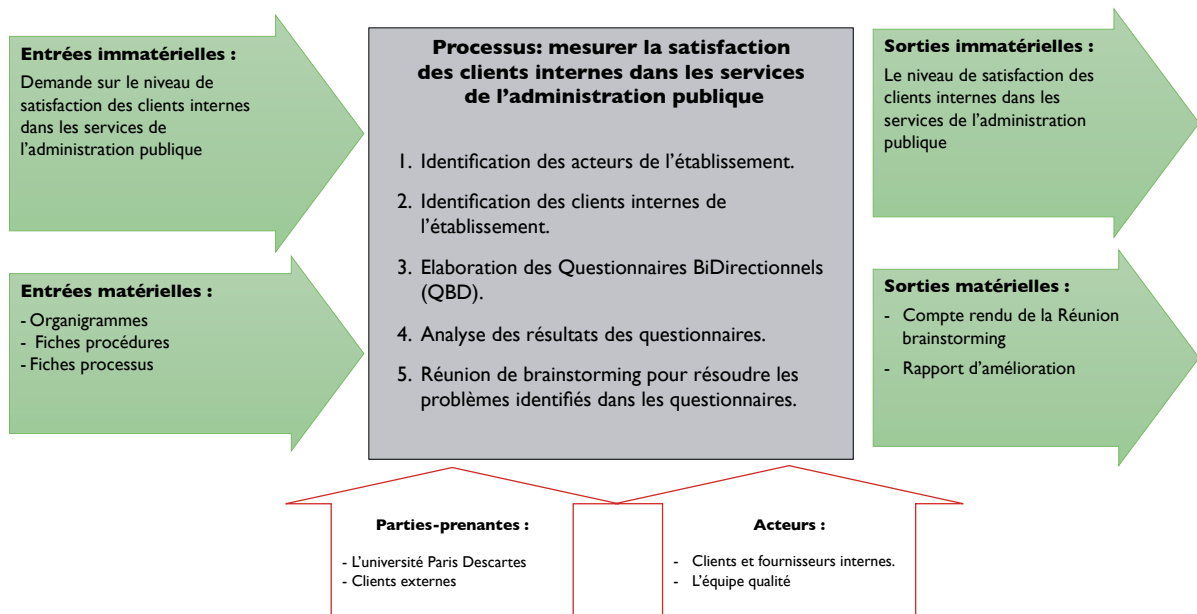 Entrées immatérielles :
Demande sur le niveau de
satisfaction des clients internes
dans les services de
l’administration publique
Entrées matérielles :
- Organigrammes
- Fiches procédures
- Fiches processus
Processus: mesurer la satisfaction
des clients internes dans les services
de l’administration publique
1. Identification des acteurs de l’établissement.
2. Identification des clients internes de
l’établissement.
3. Elaboration des Questionnaires BiDirectionnels
(QBD).
4. Analyse des résultats des questionnaires.
5. Réunion de brainstorming pour résoudre les
problèmes identifiés dans les questionnaires.
Sorties immatérielles :
Le niveau de satisfaction des
clients internes dans les
services de l’administration
publique
Sorties matérielles :
- Compte rendu de la Réunion
brainstorming
- Rapport d’amélioration
Parties-prenantes :
- L’université Paris Descartes
- Clients externes
Acteurs :
- Clients et fournisseurs internes.
- L’équipe qualité